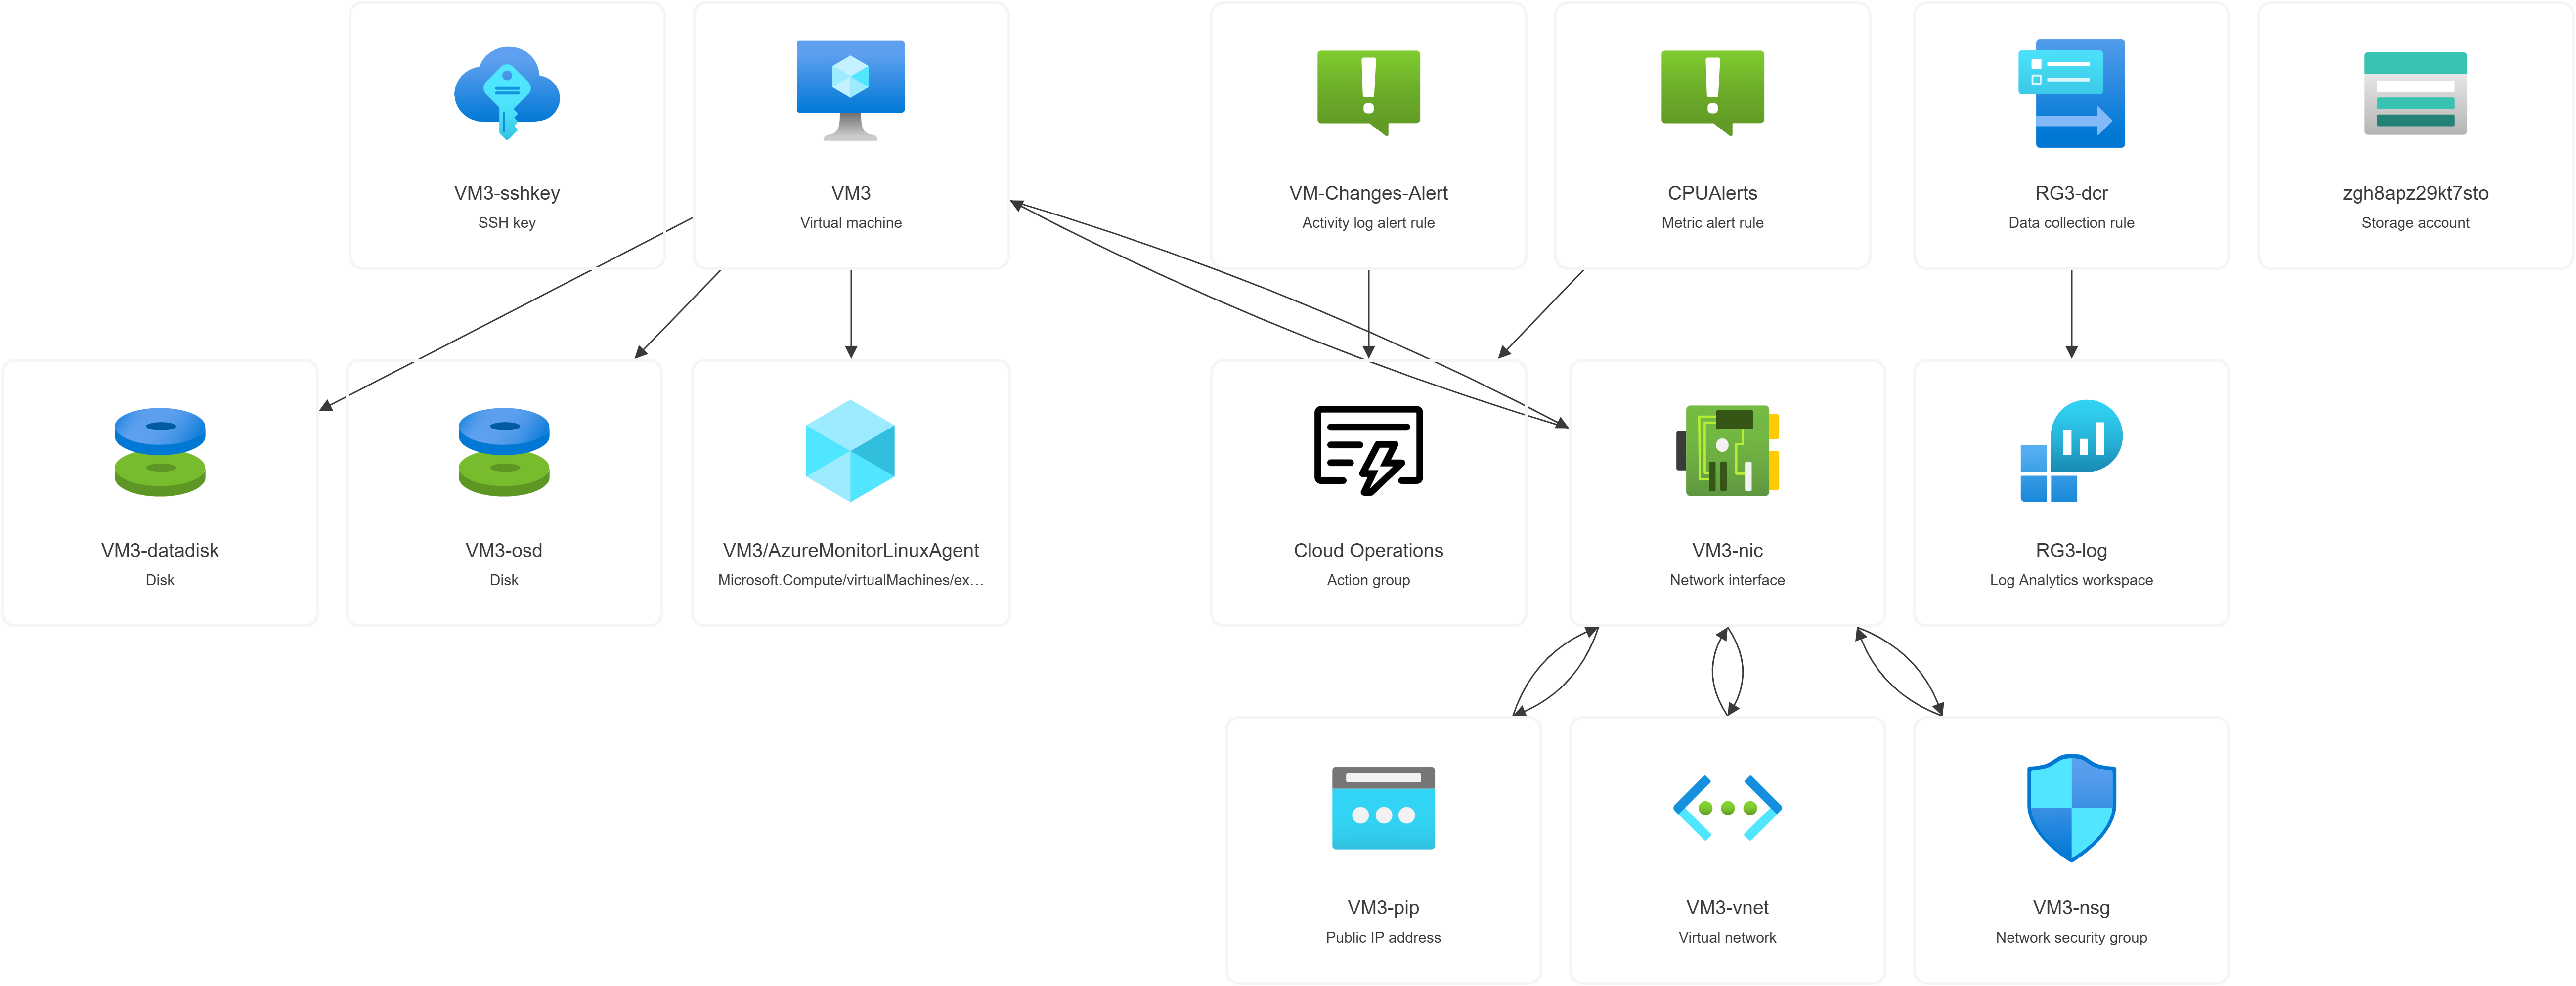 VM3-sshkey
SSH key
VM3
Virtual machine
VM-Changes-Alert
Activity log alert rule
CPUAlerts
Metric alert rule
RG3-dcr
Data collection rule
zgh8apz29kt7sto
Storage account
VM3-datadisk
Disk
VM3-osd
Disk
VM3/AzureMonitorLinuxAgent
Microsoft.Compute/virtualMachines/ex...
Cloud Operations
Action group
VM3-nic
Network interface
RG3-log
Log Analytics workspace
VM3-pip
Public IP address
VM3-vnet
Virtual network
VM3-nsg
Network security group